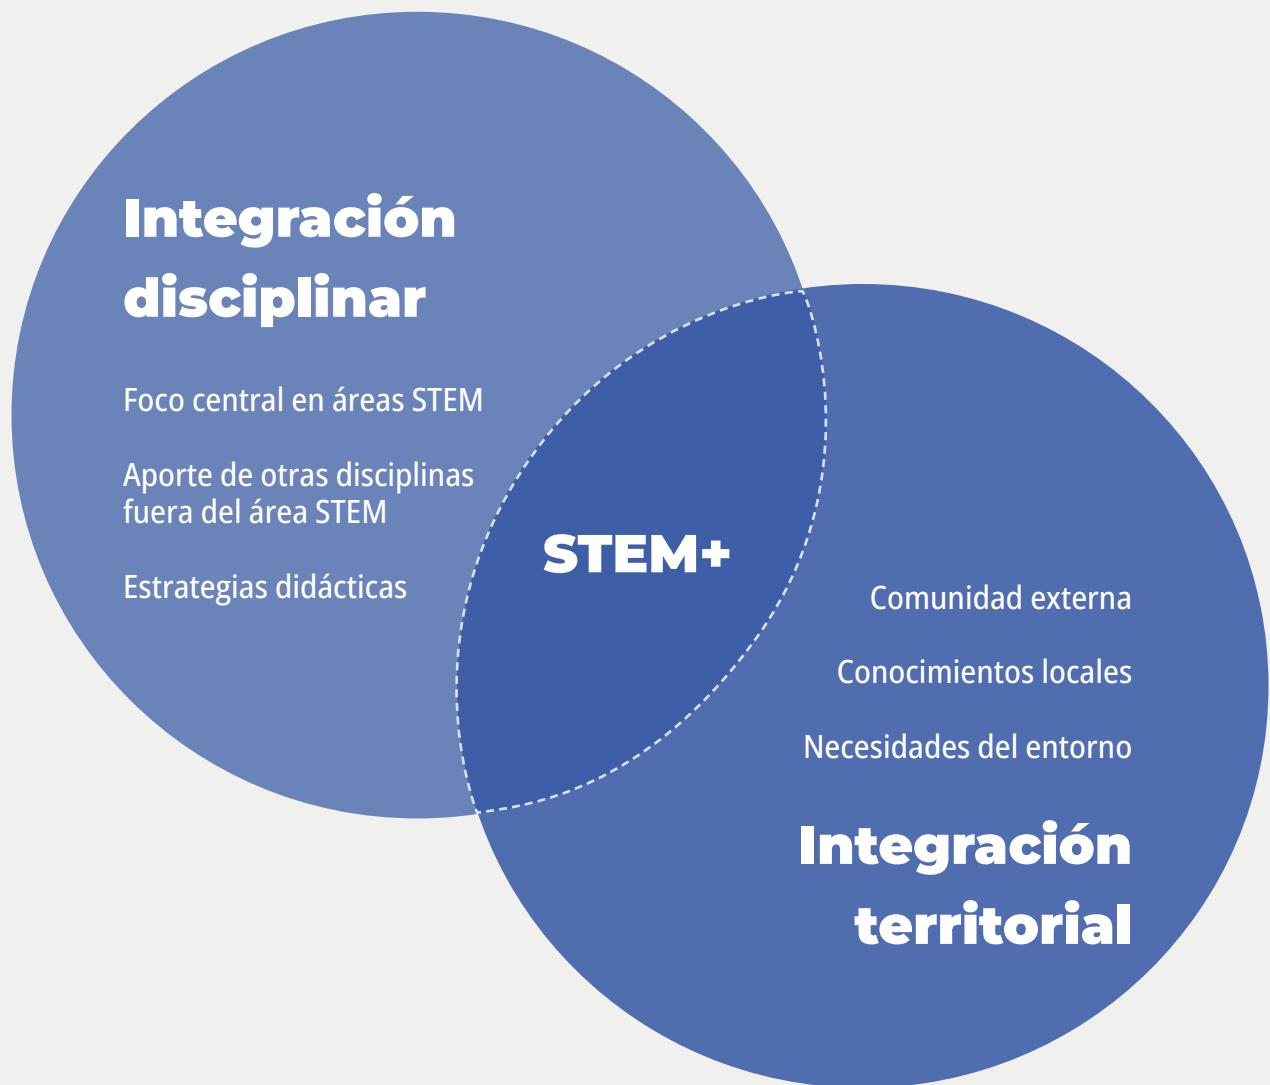 Integración
disciplinar
Foco central en áreas STEM
Aporte de otras disciplinas
fuera del área STEM
Estrategias didácticas
STEM+
Comunidad externa
Conocimientos locales
Necesidades del entorno
Integración
territorial